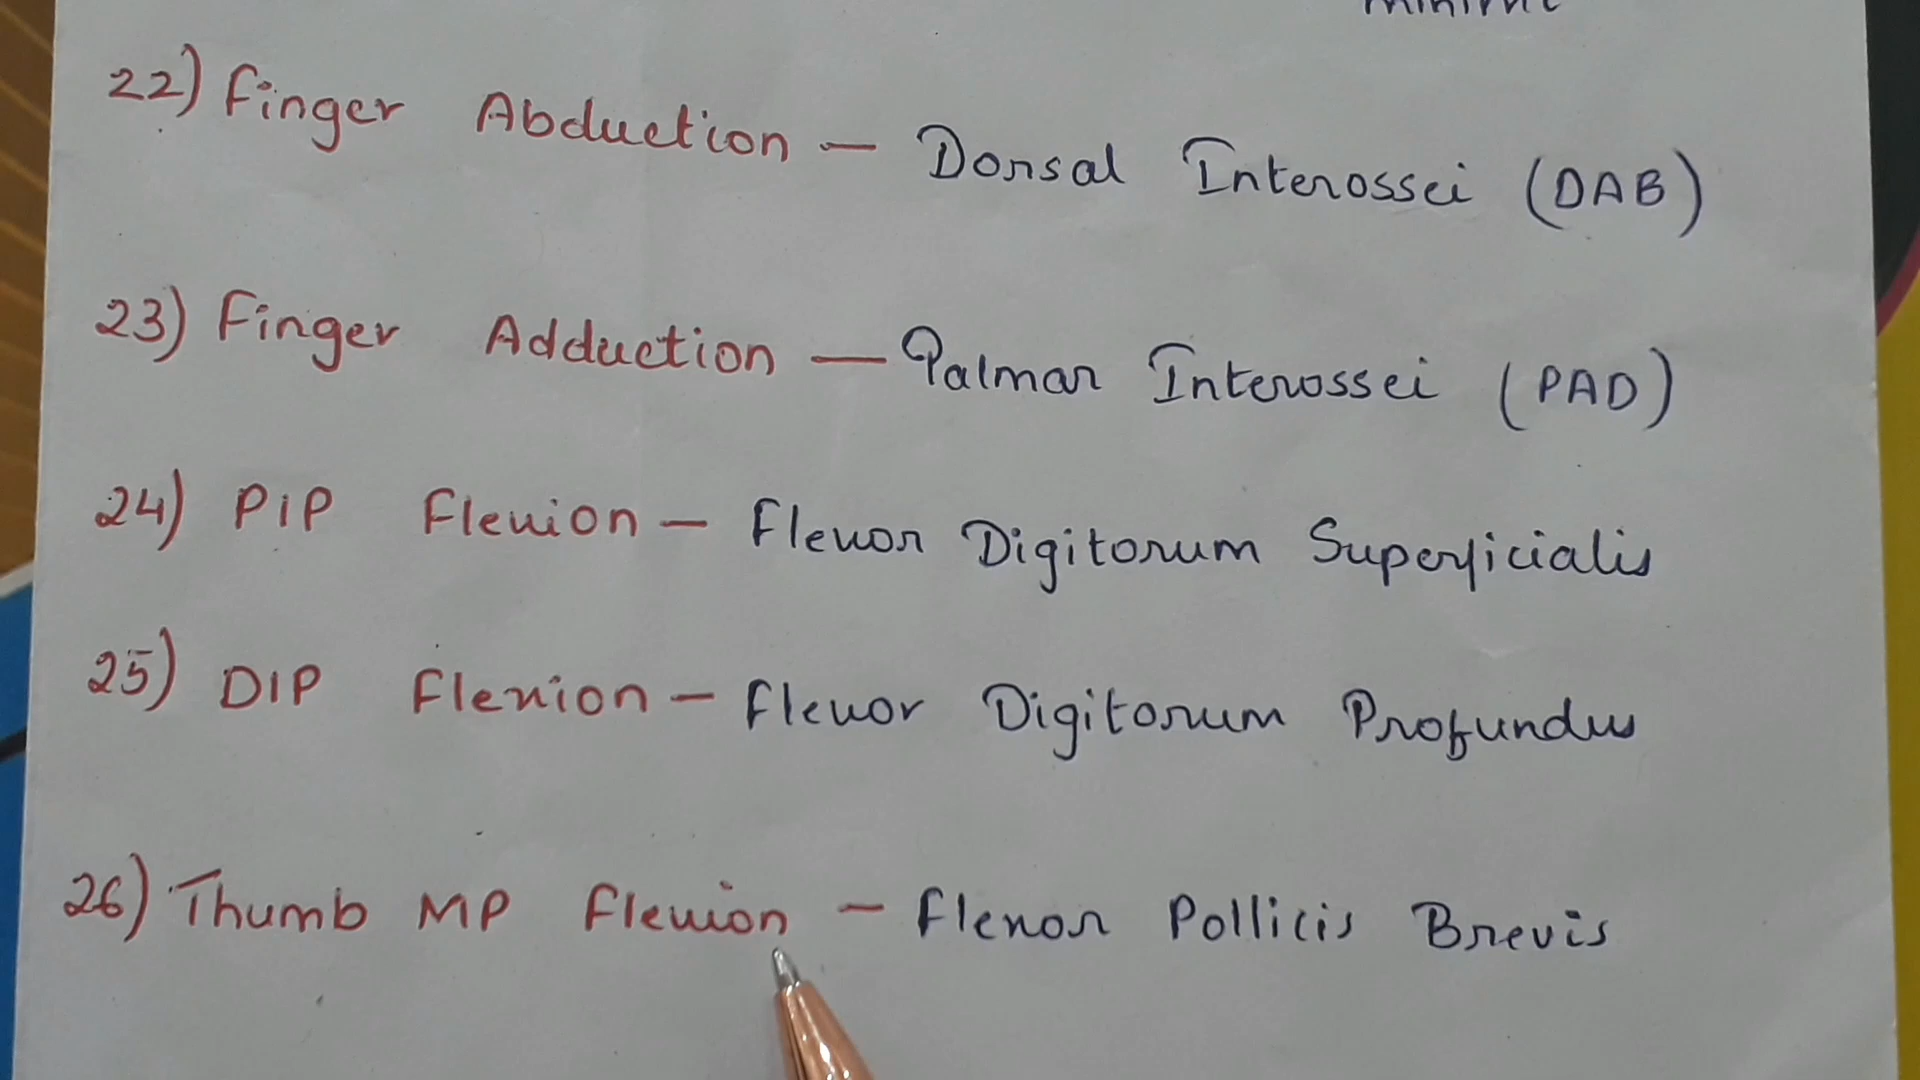 22) Finger Abduction — Dorsal Interossei (DAB)
23) Finger Adduction — Palmar Interossei (PAD)
24) PIP Flexion — Flexor Digitorum Superficialis
25) DIP Flexion — Flexor Digitorum Profundus
26) Thumb MP Flexion — Flexor Pollicis Brevis